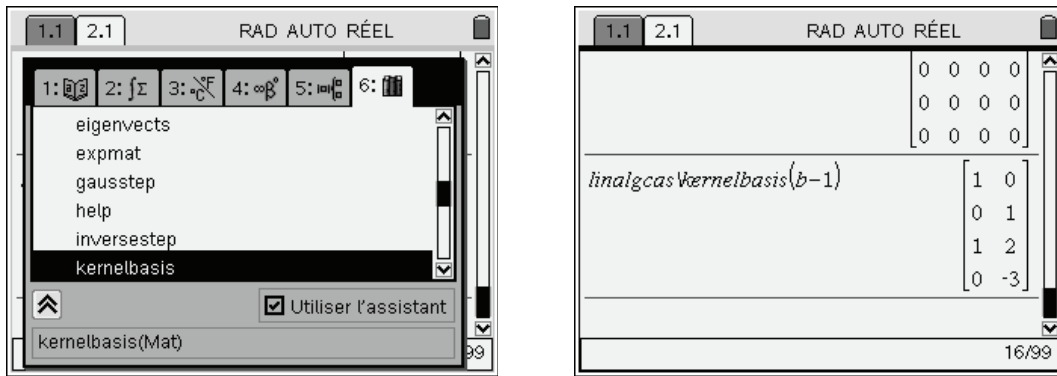 1.1 2.1 RAD AUTO RÉEL
1: 2: ∫Σ 3: °C °F 4: ∞β° 5: 6:
eigenvects
expmat
gausstep
help
inversestep
kernelbasis
Utiliser l'assistant
kernelbasis(Mat)
99
1.1 2.1 RAD AUTO RÉEL
0 0 0 0
0 0 0 0
0 0 0 0
linalgcas\kernelbasis(b−1)
1 0
0 1
1 2
0 -3
16/99